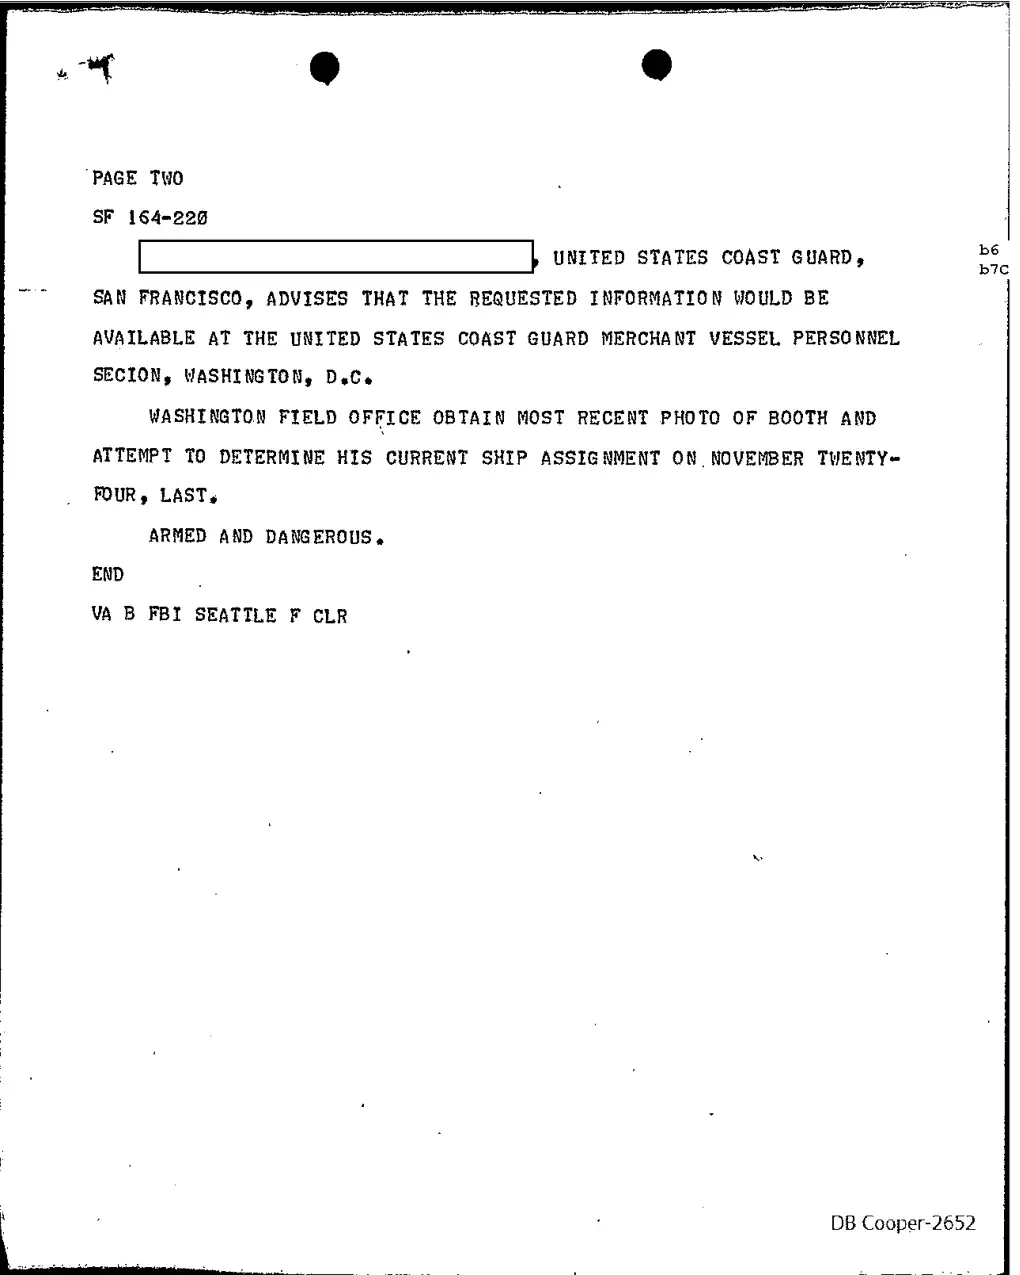 PAGE TWO
SF 164-220
, UNITED STATES COAST GUARD,
b6
b7C
SAN FRANCISCO, ADVISES THAT THE REQUESTED INFORMATION WOULD BE
AVAILABLE AT THE UNITED STATES COAST GUARD MERCHANT VESSEL PERSONNEL
SECION, WASHINGTON, D.C.
WASHINGTON FIELD OFFICE OBTAIN MOST RECENT PHOTO OF BOOTH AND
ATTEMPT TO DETERMINE HIS CURRENT SHIP ASSIGNMENT ON NOVEMBER TWENTY-
FOUR, LAST.
ARMED AND DANGEROUS.
END
VA B FBI SEATTLE F CLR
DB Cooper-2652